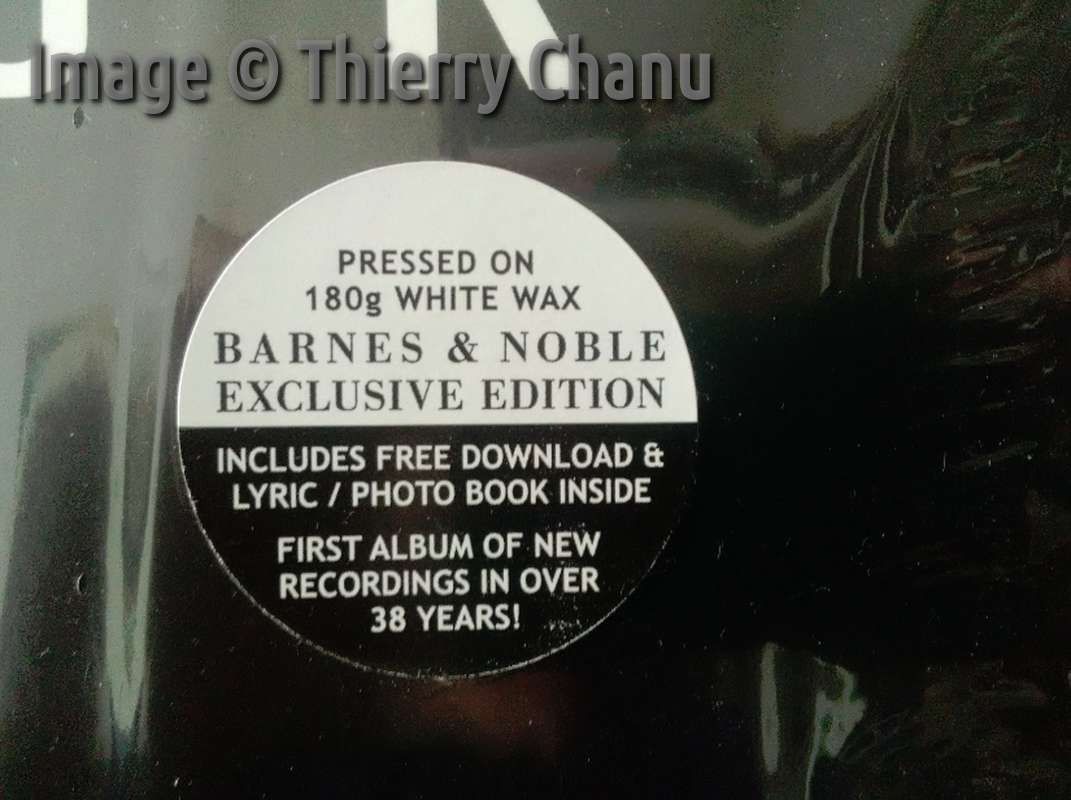 Image © Thierry Chanu
PRESSED ON
180g WHITE WAX
BARNES & NOBLE
EXCLUSIVE EDITION
INCLUDES FREE DOWNLOAD &
LYRIC / PHOTO BOOK INSIDE
FIRST ALBUM OF NEW
RECORDINGS IN OVER
38 YEARS!